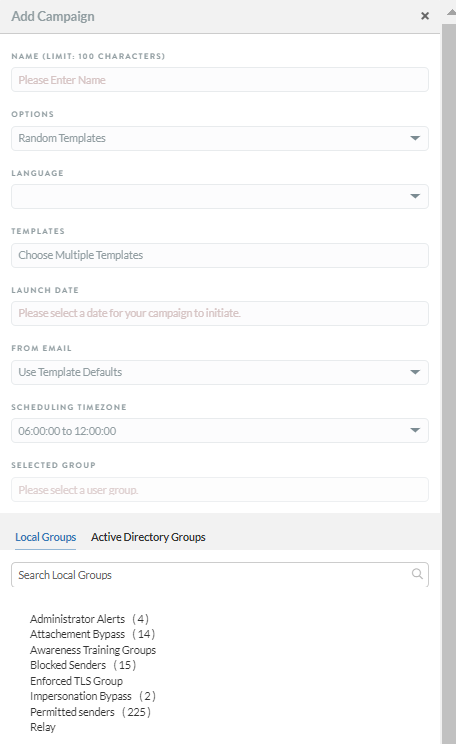 Add Campaign
NAME (LIMIT: 100 CHARACTERS)
Please Enter Name
OPTIONS
Random Templates
LANGUAGE
TEMPLATES
Choose Multiple Templates
LAUNCH DATE
Please select a date for your campaign to initiate.
FROM EMAIL
Use Template Defaults
SCHEDULING TIMEZONE
06:00:00 to 12:00:00
SELECTED GROUP
Please select a user group.
Local Groups Active Directory Groups
Search Local Groups
Administrator Alerts ( 4 )
Attachement Bypass ( 14 )
Awareness Training Groups
Blocked Senders ( 15 )
Enforced TLS Group
Impersonation Bypass ( 2 )
Permitted senders ( 225 )
Relay